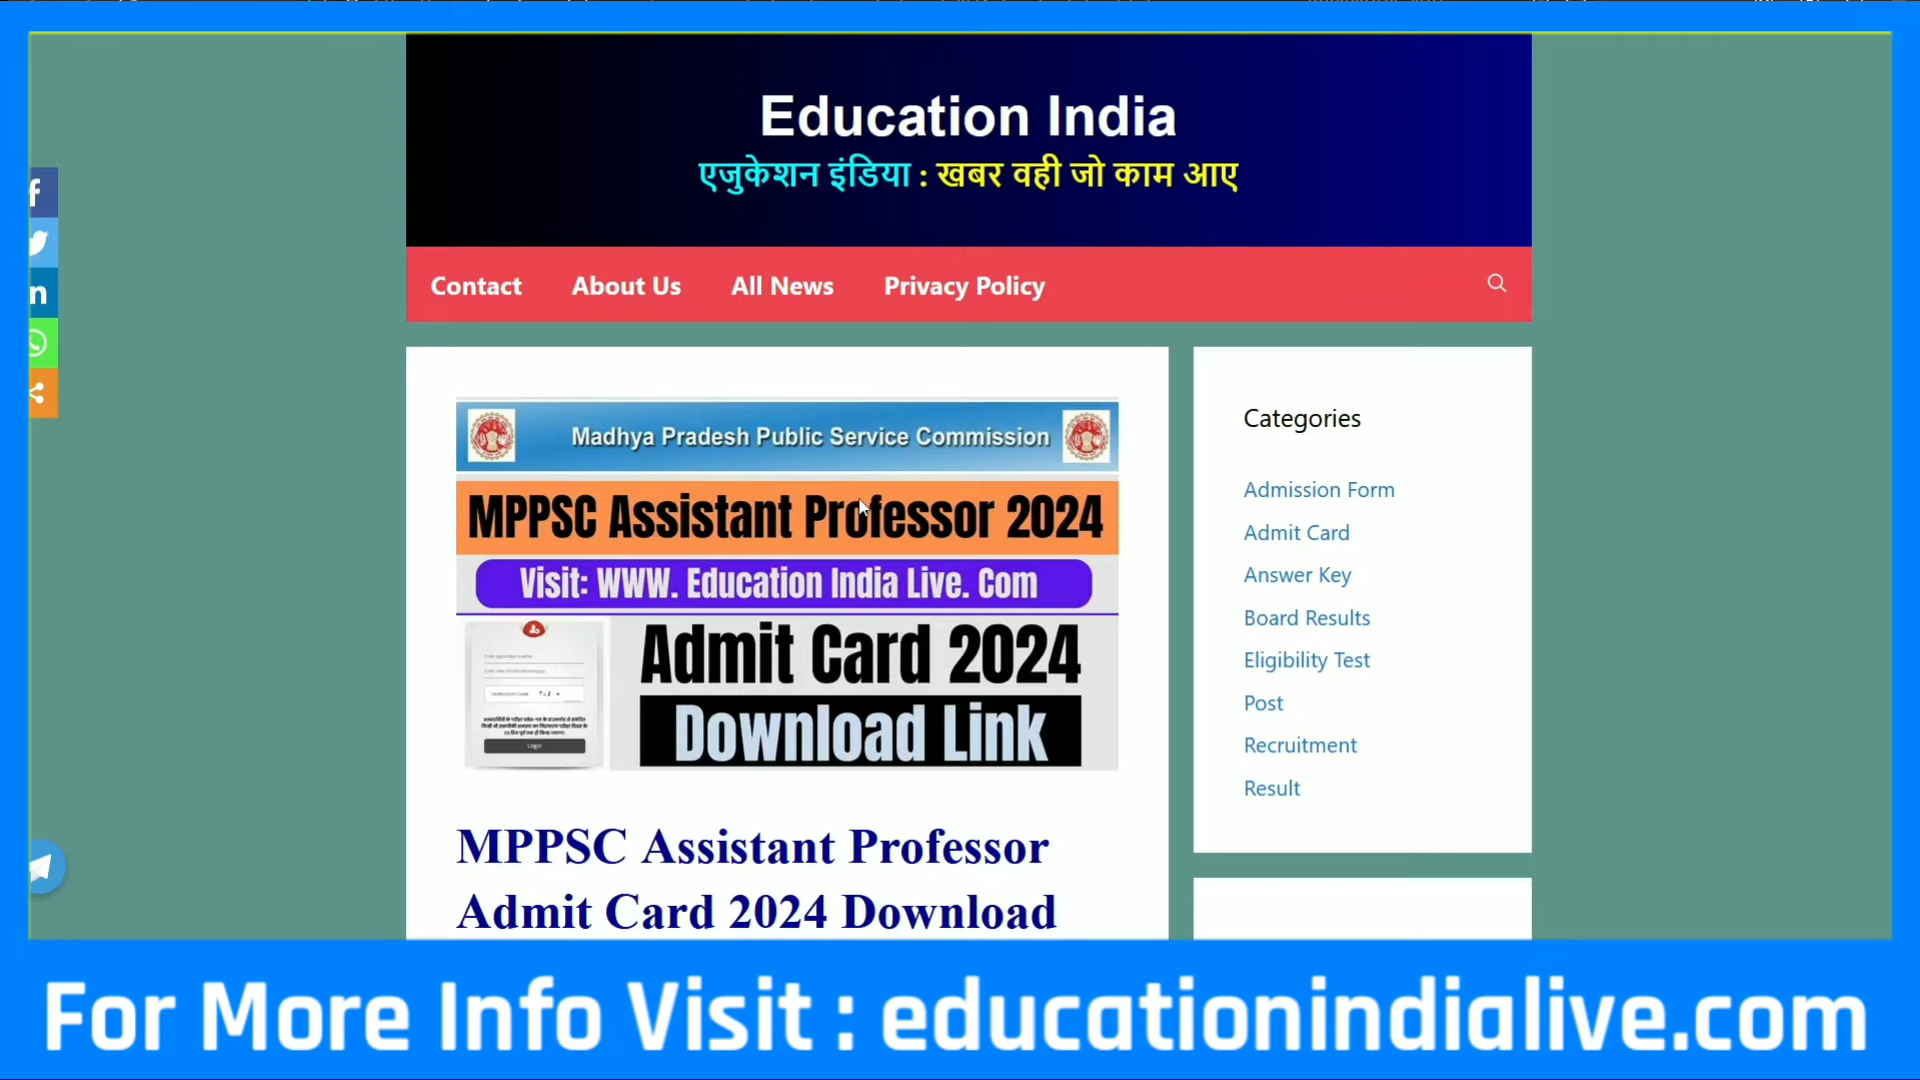 Education India
एजुकेशन इंडिया : खबर वही जो काम आए
Contact About Us All News Privacy Policy
Madhya Pradesh Public Service Commission
MPPSC Assistant Professor 2024
Visit: WWW. Education India Live. Com
Admit Card 2024
Download Link
Login
MPPSC Assistant Professor
Admit Card 2024 Download
Categories
Admission Form
Admit Card
Answer Key
Board Results
Eligibility Test
Post
Recruitment
Result
For More Info Visit : educationindialive.com